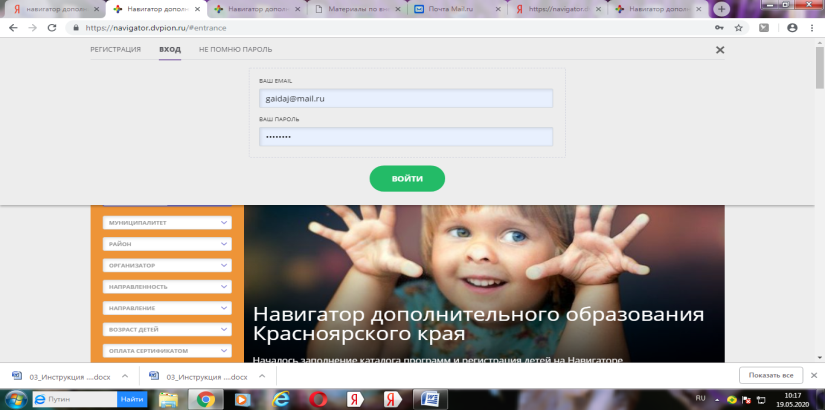 навигатор дополн
Навигатор дополн
Навигатор дополн
Материалы по вн
Почта Mail.ru
https://navigator.d
Навигатор дополн
https://navigator.dvpion.ru/#entrance
РЕГИСТРАЦИЯ ВХОД НЕ ПОМНЮ ПАРОЛЬ
ВАШ EMAIL
gaidaj@mail.ru
ВАШ ПАРОЛЬ
••••••••
ВОЙТИ
МУНИЦИПАЛИТЕТ
РАЙОН
ОРГАНИЗАТОР
НАПРАВЛЕННОСТЬ
НАПРАВЛЕНИЕ
ВОЗРАСТ ДЕТЕЙ
ОПЛАТА СЕРТИФИКАТОМ
Навигатор дополнительного образования
Красноярского края
Началось заполнение каталога программ и регистрация детей на Навигаторе
03_Инструкция ....docx
03_Инструкция ....docx
Показать все
Путин
Найти
RU
10:17
19.05.2020